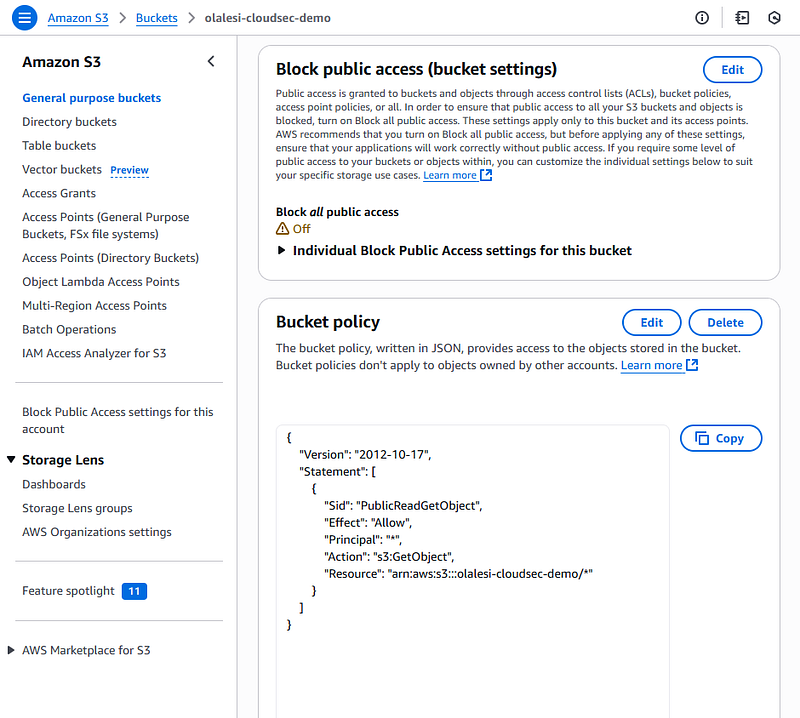 Amazon S3 > Buckets > olalesi-cloudsec-demo
Amazon S3
General purpose buckets
Directory buckets
Table buckets
Vector buckets Preview
Access Grants
Access Points (General Purpose
Buckets, FSx file systems)
Access Points (Directory Buckets)
Object Lambda Access Points
Multi-Region Access Points
Batch Operations
IAM Access Analyzer for S3
Block Public Access settings for this
account
Storage Lens
Dashboards
Storage Lens groups
AWS Organizations settings
Feature spotlight 11
AWS Marketplace for S3
Block public access (bucket settings)
Edit
Public access is granted to buckets and objects through access control lists (ACLs), bucket policies,
access point policies, or all. In order to ensure that public access to all your S3 buckets and objects is
blocked, turn on Block all public access. These settings apply only to this bucket and its access points.
AWS recommends that you turn on Block all public access, but before applying any of these settings,
ensure that your applications will work correctly without public access. If you require some level of
public access to your buckets or objects within, you can customize the individual settings below to suit
your specific storage use cases. Learn more
Block all public access
Off
Individual Block Public Access settings for this bucket
Bucket policy
Edit
Delete
The bucket policy, written in JSON, provides access to the objects stored in the bucket.
Bucket policies don't apply to objects owned by other accounts. Learn more
Copy
{
"Version": "2012-10-17",
"Statement": [
{
"Sid": "PublicReadGetObject",
"Effect": "Allow",
"Principal": "*",
"Action": "s3:GetObject",
"Resource": "arn:aws:s3:::olalesi-cloudsec-demo/*"
}
]
}